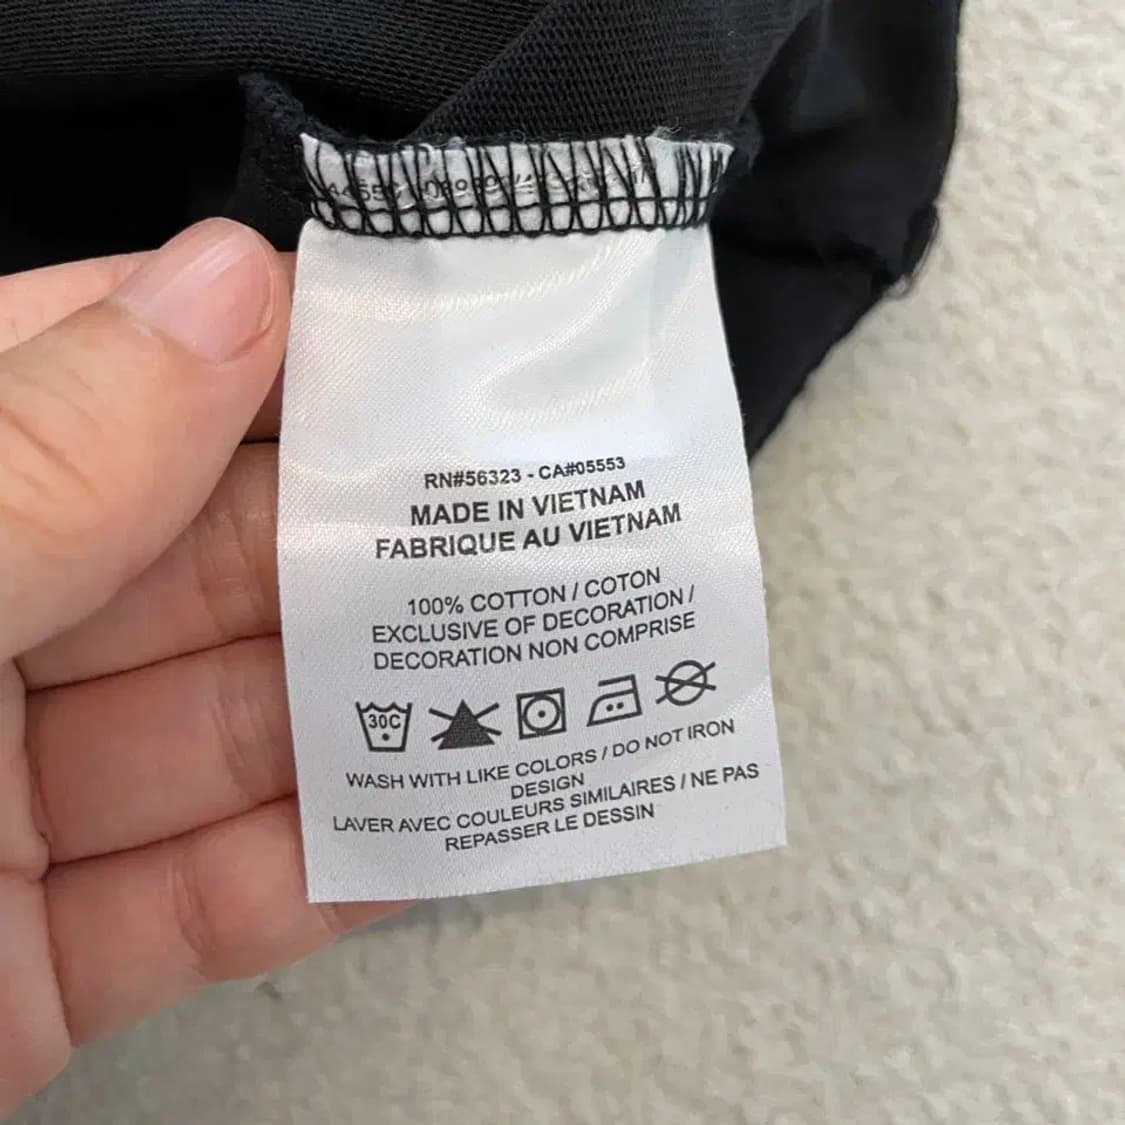 RN#56323 - CA#05553
MADE IN VIETNAM
FABRIQUE AU VIETNAM
100% COTTON / COTON
EXCLUSIVE OF DECORATION /
DECORATION NON COMPRISE
30C
WASH WITH LIKE COLORS / DO NOT IRON
DESIGN
LAVER AVEC COULEURS SIMILAIRES / NE PAS
REPASSER LE DESSIN